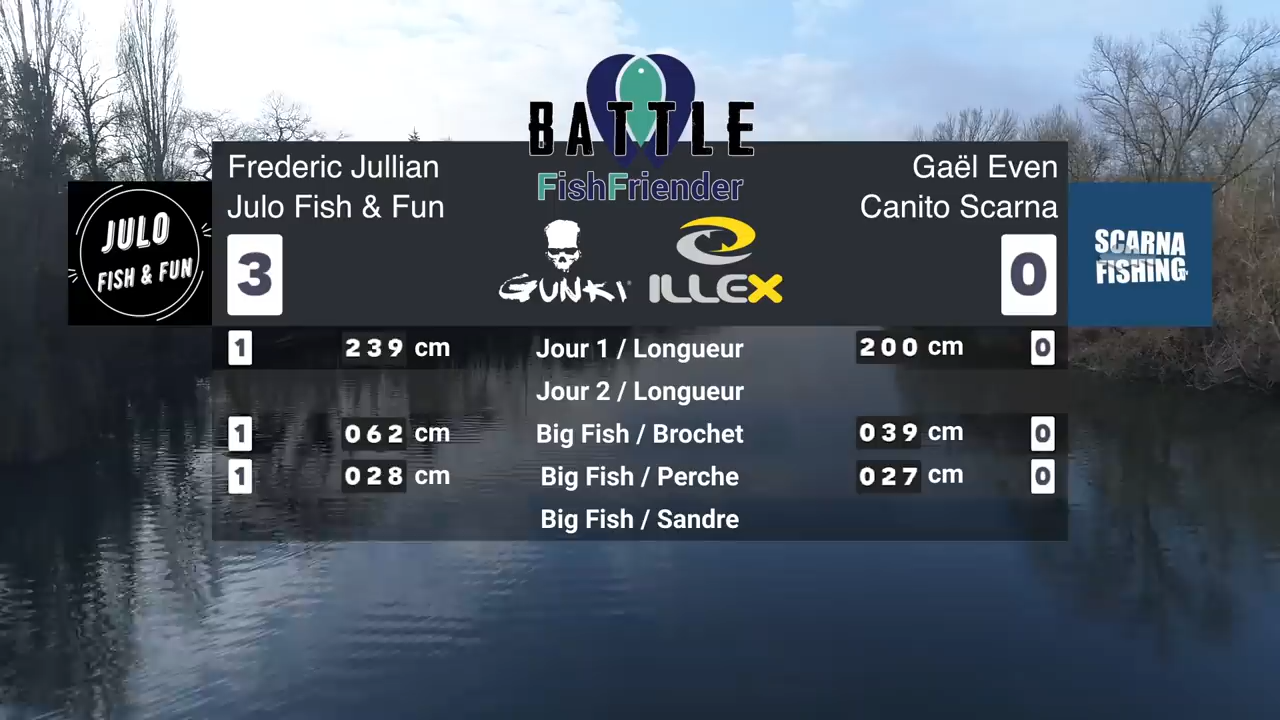 BATTLE
FishFriender
Frederic Jullian
Julo Fish & Fun
Gaël Even
Canito Scarna
JULO
FISH & FUN
3
GUNKI
ILLEX
0
SCARNA
FISHING
1 239 cm Jour 1 / Longueur 200 cm 0
Jour 2 / Longueur
1 062 cm Big Fish / Brochet 039 cm 0
1 028 cm Big Fish / Perche 027 cm 0
Big Fish / Sandre